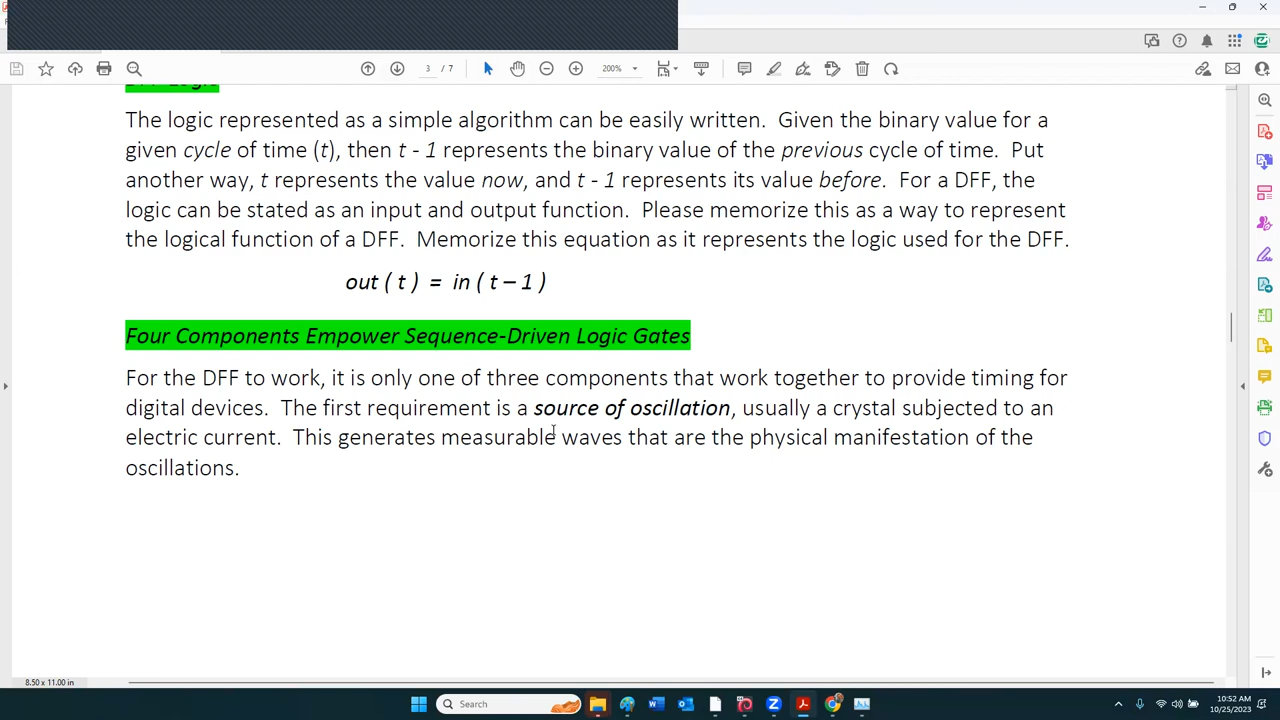 3 / 7
200%
DFF Logic
The logic represented as a simple algorithm can be easily written. Given the binary value for a
given cycle of time (t), then t - 1 represents the binary value of the previous cycle of time. Put
another way, t represents the value now, and t - 1 represents its value before. For a DFF, the
logic can be stated as an input and output function. Please memorize this as a way to represent
the logical function of a DFF. Memorize this equation as it represents the logic used for the DFF.
out ( t ) = in ( t – 1 )
Four Components Empower Sequence-Driven Logic Gates
For the DFF to work, it is only one of three components that work together to provide timing for
digital devices. The first requirement is a source of oscillation, usually a crystal subjected to an
electric current. This generates measurable waves that are the physical manifestation of the
oscillations.
8.50 x 11.00 in
Search
10:52 AM
10/25/2023